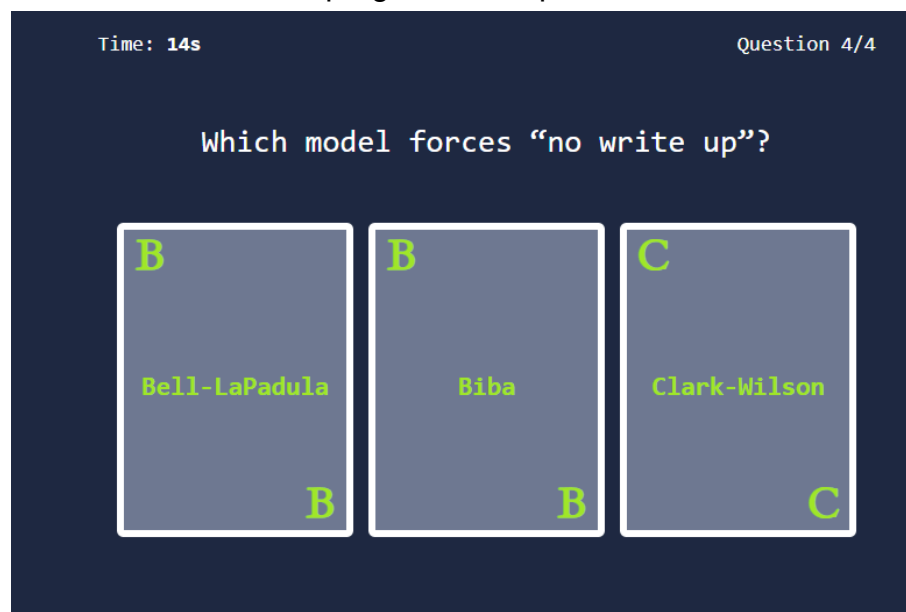 Time: 14s
Question 4/4
Which model forces “no write up”?
B
B
C
Bell-LaPadula
Biba
Clark-Wilson
B
B
C